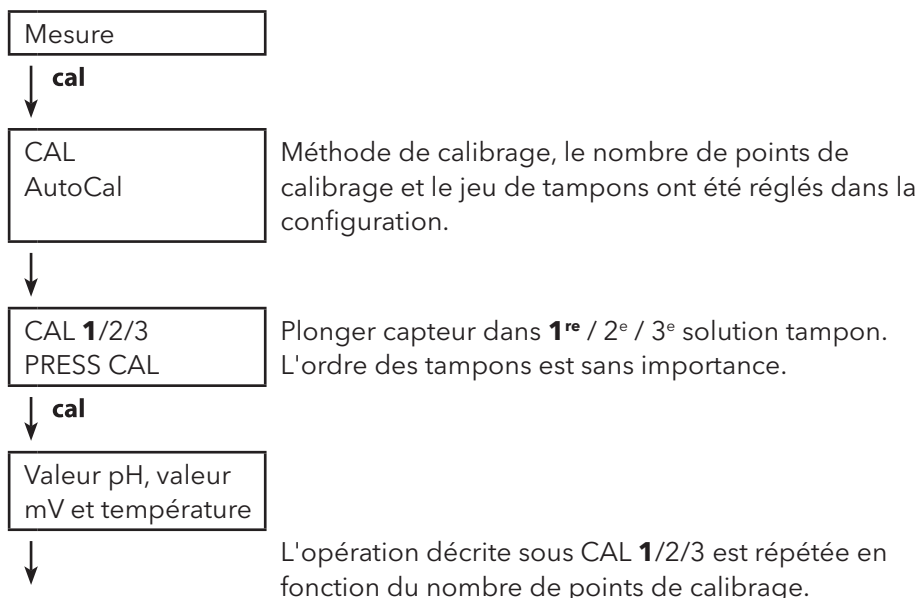 Mesure
cal
CAL
AutoCal
Méthode de calibrage, le nombre de points de
calibrage et le jeu de tampons ont été réglés dans la
configuration.
CAL 1/2/3
PRESS CAL
Plonger capteur dans 1re / 2e / 3e solution tampon.
L'ordre des tampons est sans importance.
cal
Valeur pH, valeur
mV et température
L'opération décrite sous CAL 1/2/3 est répétée en
fonction du nombre de points de calibrage.